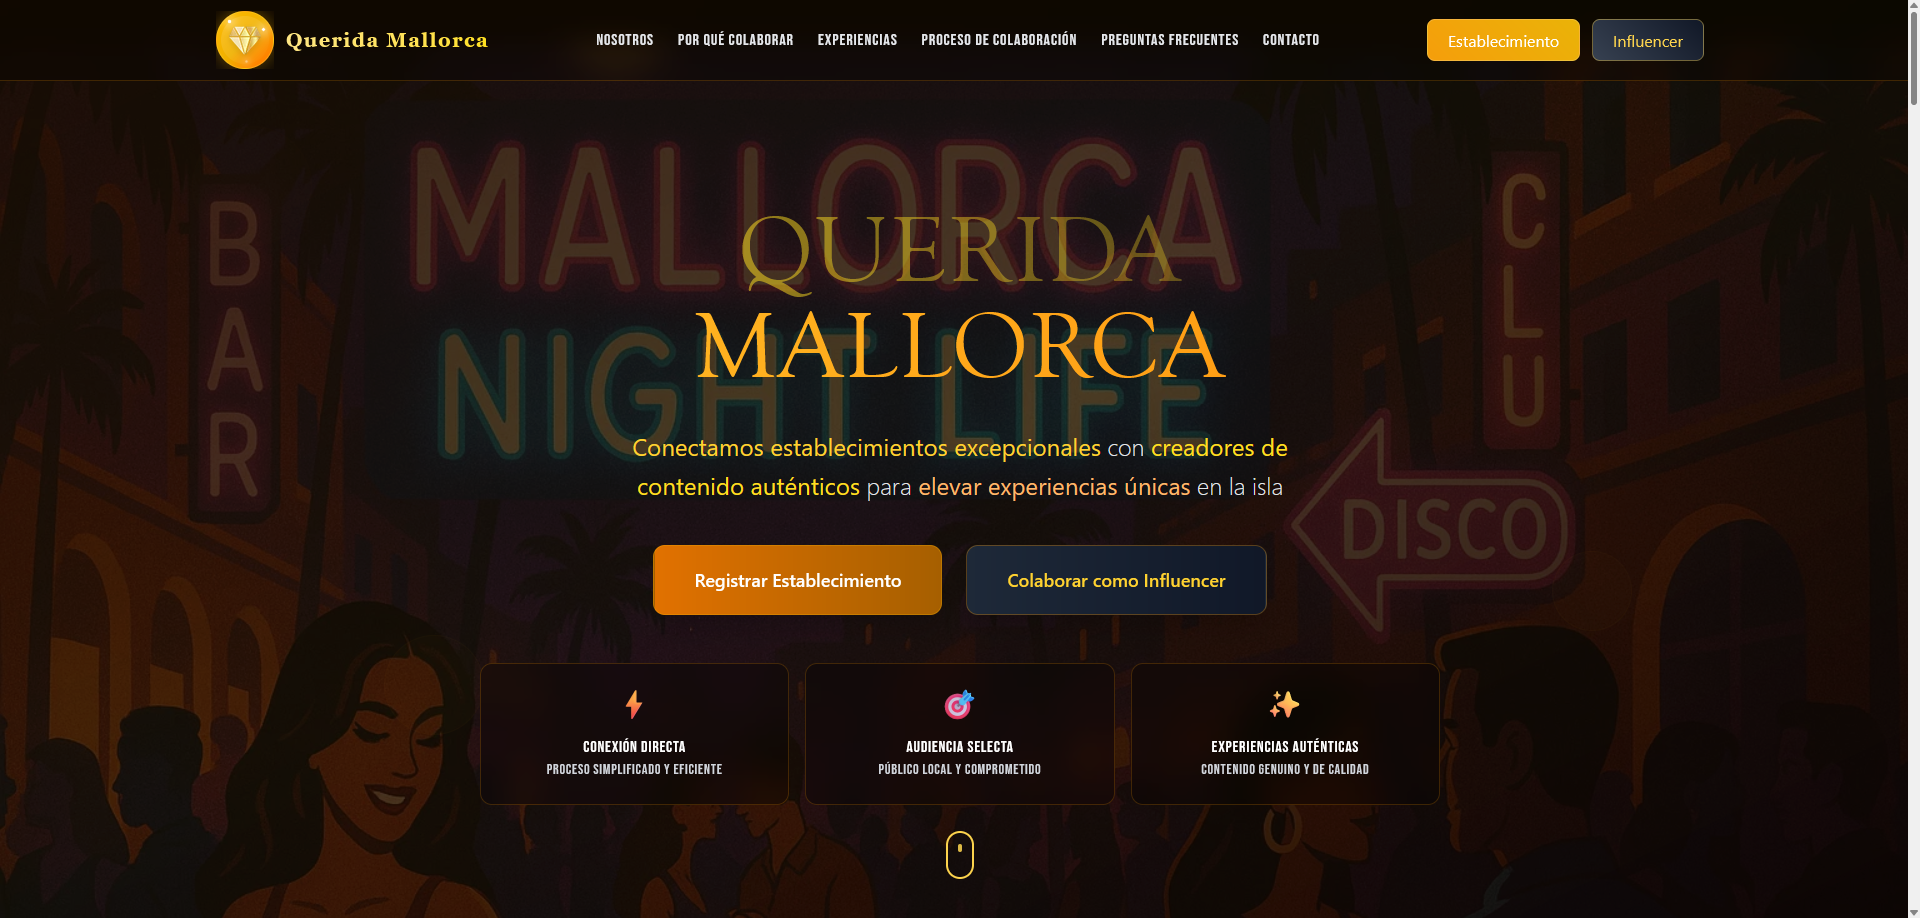 Querida Mallorca
NOSOTROS
POR QUÉ COLABORAR
EXPERIENCIAS
PROCESO DE COLABORACIÓN
PREGUNTAS FRECUENTES
CONTACTO
Establecimiento
Influencer
BAR
MALLORCA
NIGHT LIFE
CLU
DISCO
QUERIDA
MALLORCA
Conectamos establecimientos excepcionales con creadores de
contenido auténticos para elevar experiencias únicas en la isla
Registrar Establecimiento
Colaborar como Influencer
CONEXIÓN DIRECTA
PROCESO SIMPLIFICADO Y EFICIENTE
AUDIENCIA SELECTA
PÚBLICO LOCAL Y COMPROMETIDO
EXPERIENCIAS AUTÉNTICAS
CONTENIDO GENUINO Y DE CALIDAD